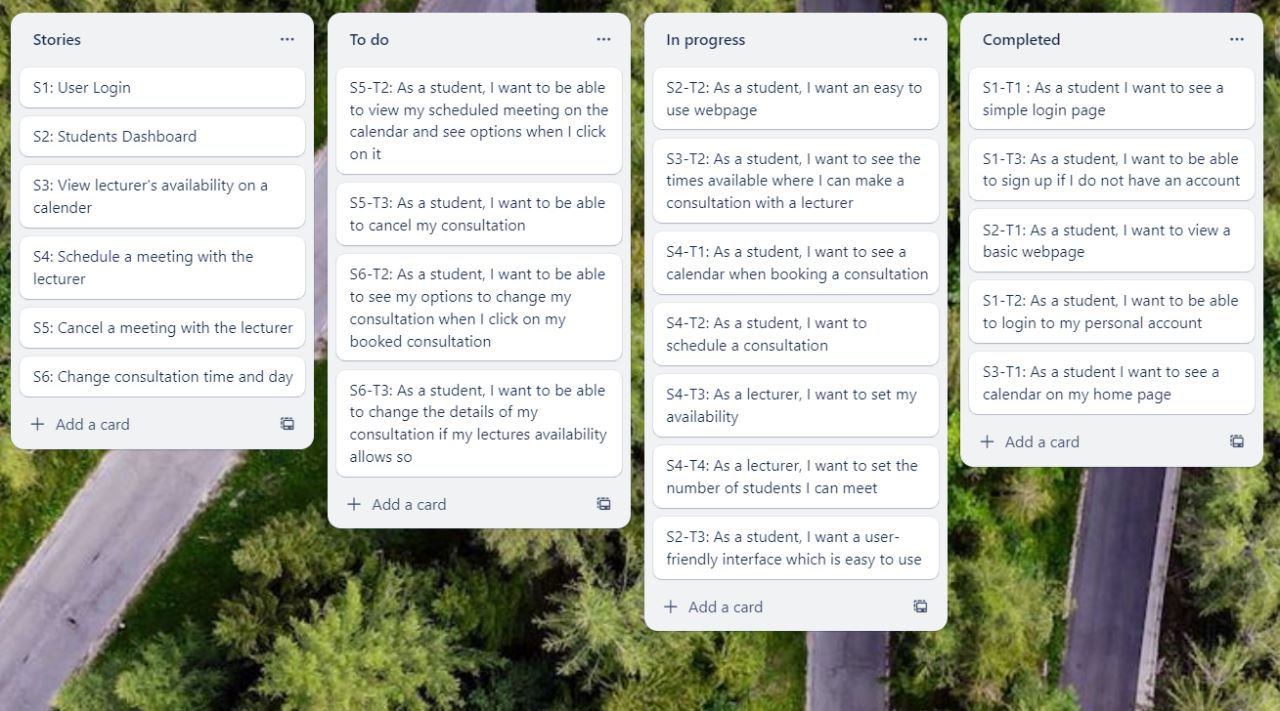 Stories
S1: User Login
S2: Students Dashboard
S3: View lecturer's availability on a
calender
S4: Schedule a meeting with the
lecturer
S5: Cancel a meeting with the lecturer
S6: Change consultation time and day
Add a card
To do
S5-T2: As a student, I want to be able
to view my scheduled meeting on the
calendar and see options when I click
on it
S5-T3: As a student, I want to be able
to cancel my consultation
S6-T2: As a student, I want to be able
to see my options to change my
consultation when I click on my
booked consultation
S6-T3: As a student, I want to be able
to change the details of my
consultation if my lectures availability
allows so
Add a card
In progress
S2-T2: As a student, I want an easy to
use webpage
S3-T2: As a student, I want to see the
times available where I can make a
consultation with a lecturer
S4-T1: As a student, I want to see a
calendar when booking a consultation
S4-T2: As a student, I want to
schedule a consultation
S4-T3: As a lecturer, I want to set my
availability
S4-T4: As a lecturer, I want to set the
number of students I can meet
S2-T3: As a student, I want a user-
friendly interface which is easy to use
Add a card
Completed
S1-T1 : As a student I want to see a
simple login page
S1-T3: As a student, I want to be able
to sign up if I do not have an account
S2-T1: As a student, I want to view a
basic webpage
S1-T2: As a student, I want to be able
to login to my personal account
S3-T1: As a student I want to see a
calendar on my home page
Add a card